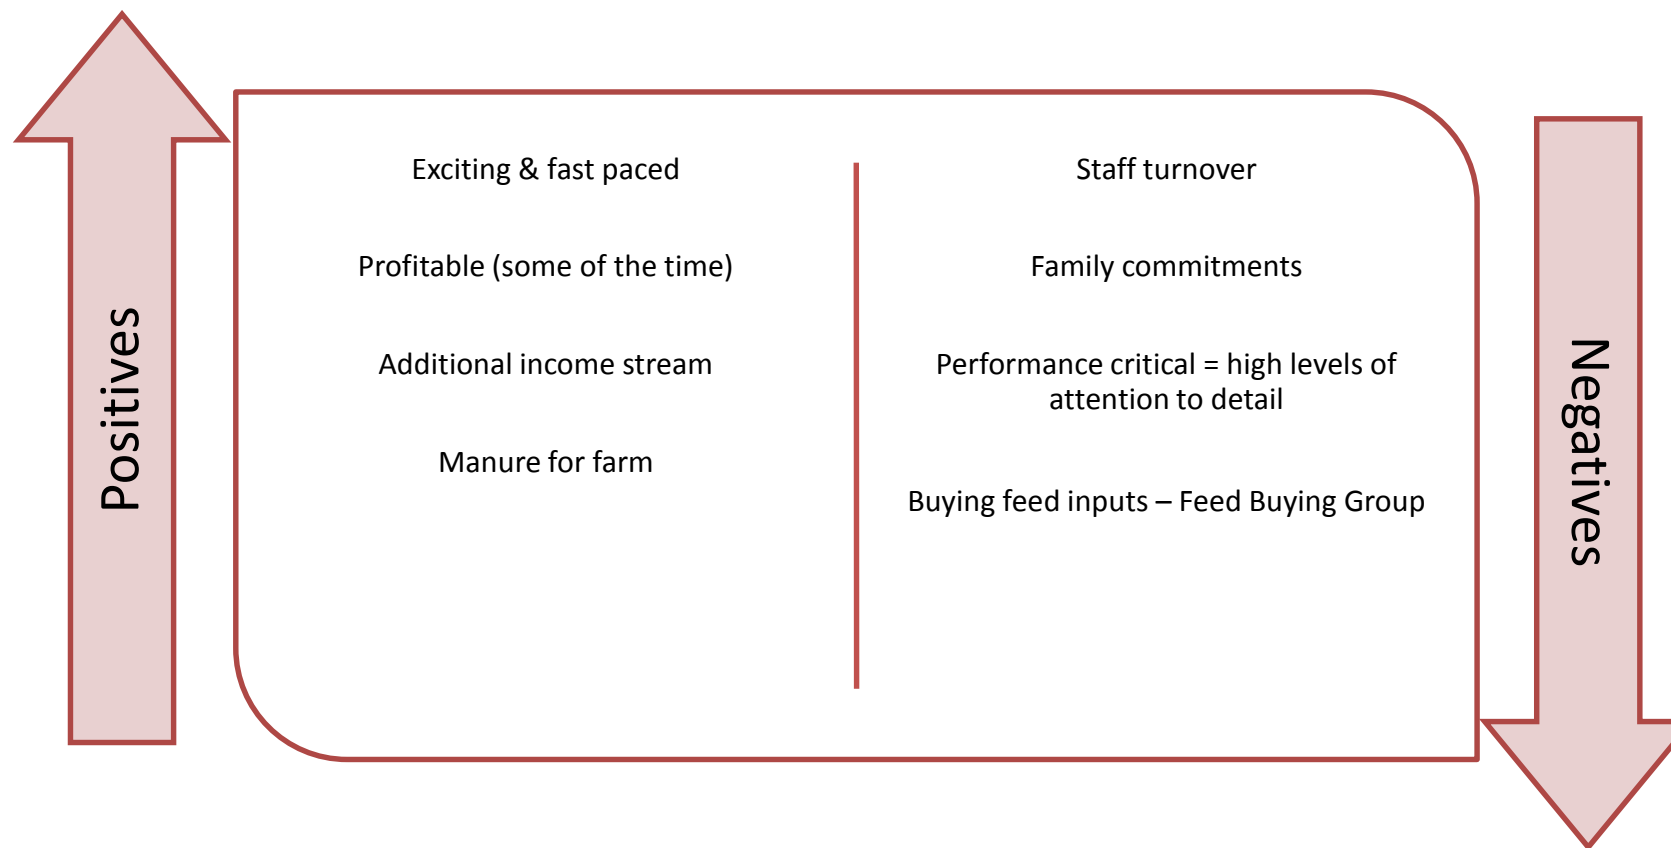 Positives
Exciting & fast paced
Profitable (some of the time)
Additional income stream
Manure for farm
Staff turnover
Family commitments
Performance critical = high levels of
attention to detail
Buying feed inputs – Feed Buying Group
Negatives